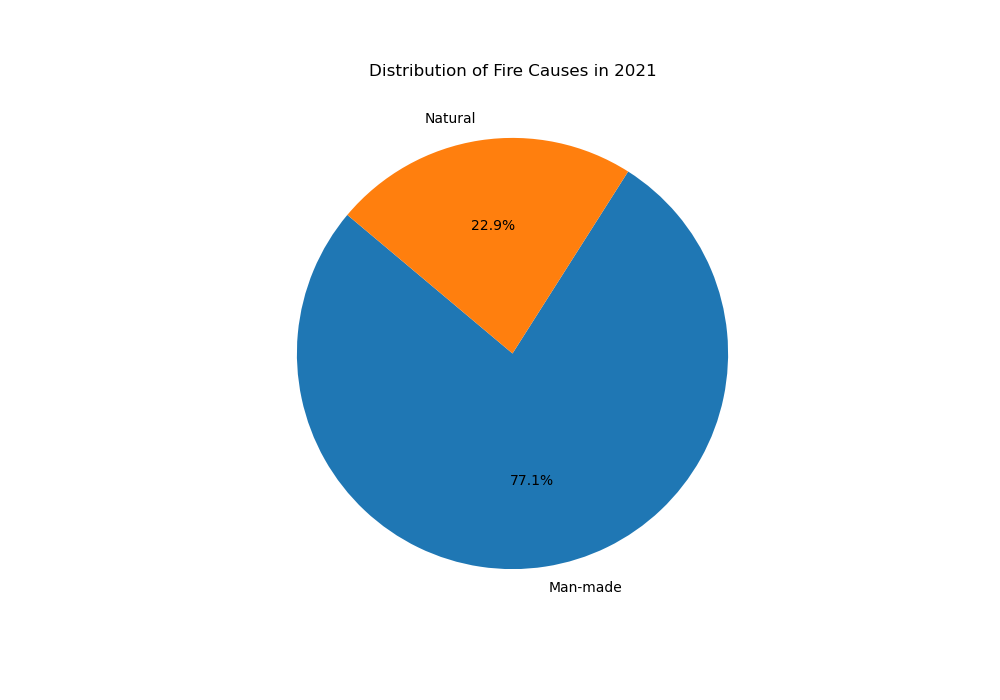 Distribution of Fire Causes in 2021
Natural
22.9%
77.1%
Man-made